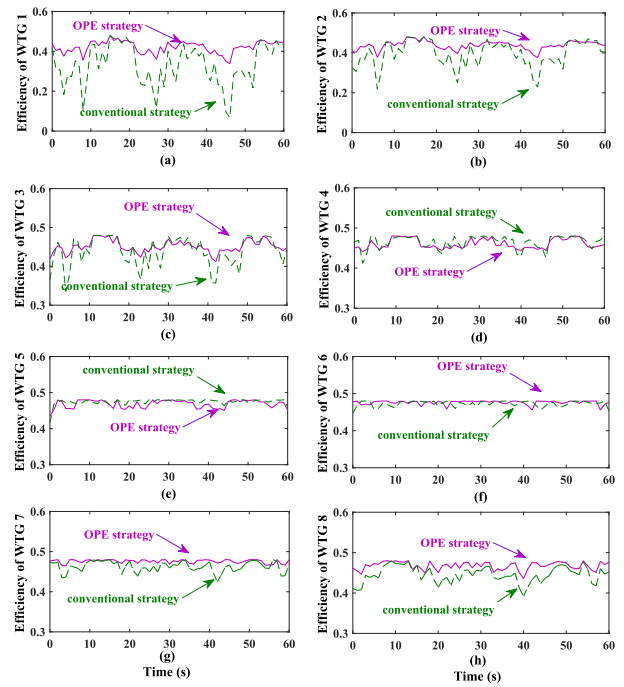 Efficiency of WTG 1
0.6
0.4
0.2
0
OPE strategy
conventional strategy
0 10 20 30 40 50 60
(a)
Efficiency of WTG 2
0.6
0.4
0.2
0
OPE strategy
conventional strategy
0 10 20 30 40 50 60
(b)
Efficiency of WTG 3
0.6
0.5
0.4
0.3
OPE strategy
conventional strategy
0 10 20 30 40 50 60
(c)
Efficiency of WTG 4
0.6
0.5
0.4
0.3
conventional strategy
OPE strategy
0 10 20 30 40 50 60
(d)
Efficiency of WTG 5
0.6
0.5
0.4
0.3
conventional strategy
OPE strategy
0 10 20 30 40 50 60
(e)
Efficiency of WTG 6
0.6
0.5
0.4
0.3
OPE strategy
conventional strategy
0 10 20 30 40 50 60
(f)
Efficiency of WTG 7
0.6
0.5
0.4
0.3
OPE strategy
conventional strategy
0 10 20 30 40 50 60
(g)
Time (s)
Efficiency of WTG 8
0.6
0.5
0.4
0.3
OPE strategy
conventional strategy
0 10 20 30 40 50 60
(h)
Time (s)